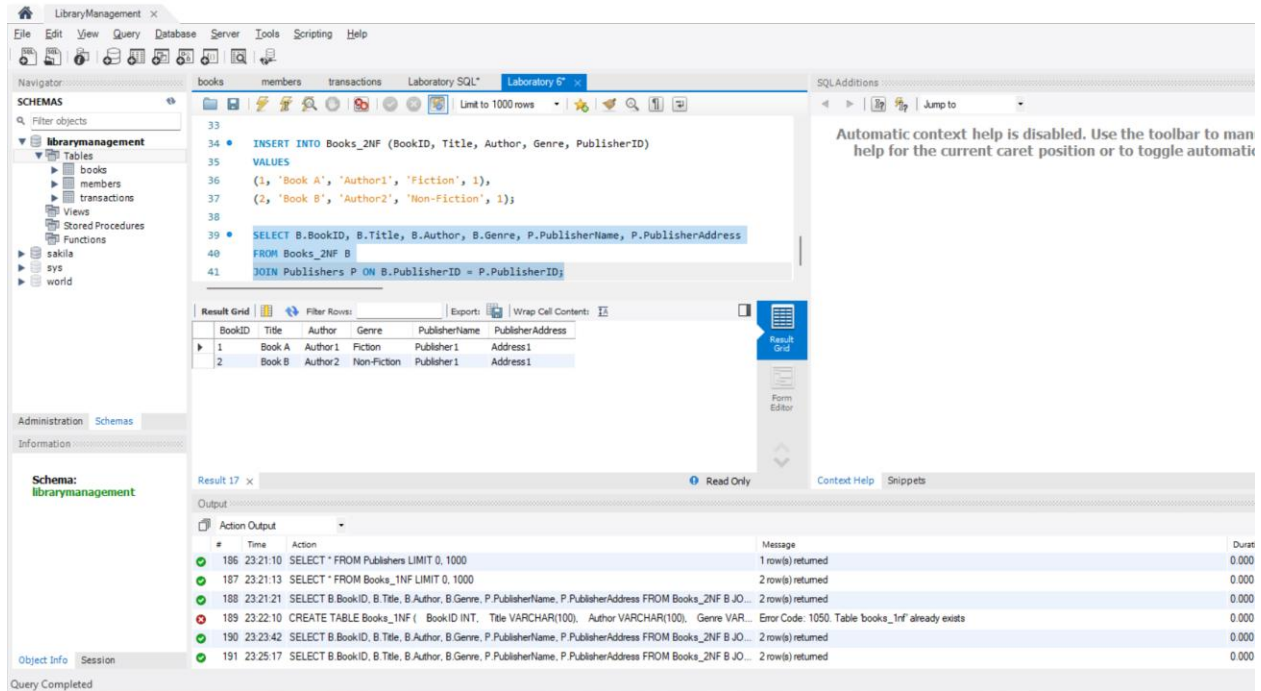 LibraryManagement ×
File Edit View Query Database Server Tools Scripting Help
Navigator
SCHEMAS
Filter objects
librarymanagement
Tables
books
members
transactions
Views
Stored Procedures
Functions
sakila
sys
world
Administration Schemas
Information
Schema:
librarymanagement
Object Info Session
Query Completed
books members transactions Laboratory SQL* Laboratory 6* ×
Limit to 1000 rows
33
34 INSERT INTO Books_2NF (BookID, Title, Author, Genre, PublisherID)
35 VALUES
36 (1, 'Book A', 'Author1', 'Fiction', 1),
37 (2, 'Book B', 'Author2', 'Non-Fiction', 1);
38
39 SELECT B.BookID, B.Title, B.Author, B.Genre, P.PublisherName, P.PublisherAddress
40 FROM Books_2NF B
41 JOIN Publishers P ON B.PublisherID = P.PublisherID;
Result Grid Filter Rows: Export: Wrap Cell Content:
BookID Title Author Genre PublisherName PublisherAddress
1 Book A Author1 Fiction Publisher1 Address1
2 Book B Author2 Non-Fiction Publisher1 Address1
Result Grid
Form Editor
Result 17 × Read Only
SQLAdditions
Jump to
Automatic context help is disabled. Use the toolbar to man
help for the current caret position or to toggle automatic
Context Help Snippets
Output
Action Output
# Time Action Message Durati
186 23:21:10 SELECT * FROM Publishers LIMIT 0, 1000 1 row(s) returned 0.000
187 23:21:13 SELECT * FROM Books_1NF LIMIT 0, 1000 2 row(s) returned 0.000
188 23:21:21 SELECT B.BookID, B.Title, B.Author, B.Genre, P.PublisherName, P.PublisherAddress FROM Books_2NF B JO... 2 row(s) returned 0.000
189 23:22:10 CREATE TABLE Books_1NF ( BookID INT, Title VARCHAR(100), Author VARCHAR(100), Genre VAR... Error Code: 1050. Table 'books_1nf' already exists 0.000
190 23:23:42 SELECT B.BookID, B.Title, B.Author, B.Genre, P.PublisherName, P.PublisherAddress FROM Books_2NF B JO... 2 row(s) returned 0.000
191 23:25:17 SELECT B.BookID, B.Title, B.Author, B.Genre, P.PublisherName, P.PublisherAddress FROM Books_2NF B JO... 2 row(s) returned 0.000